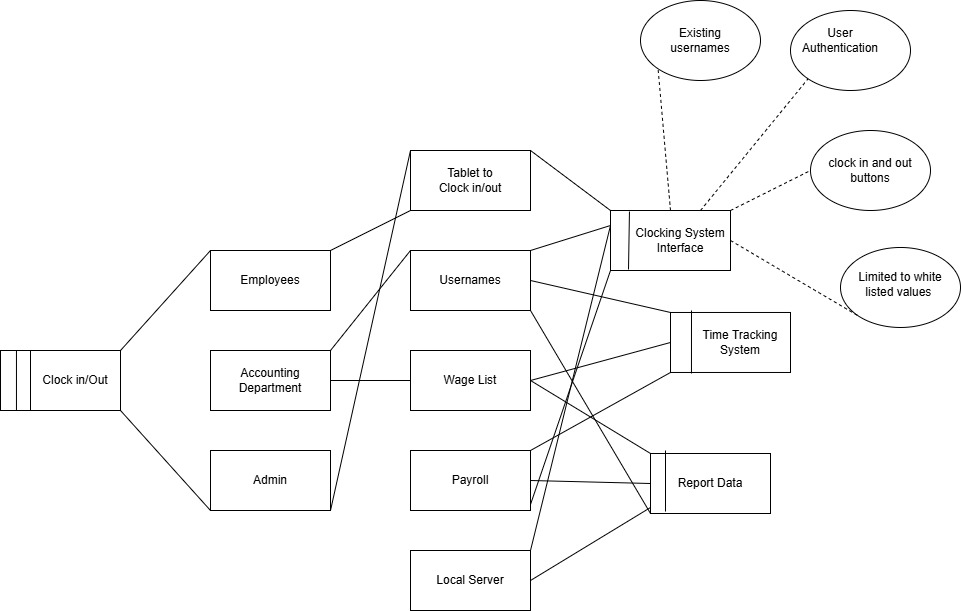 Existing
usernames
User
Authentication
clock in and out
buttons
Tablet to
Clock in/out
Clocking System
Interface
Employees
Usernames
Limited to white
listed values
Time Tracking
System
Clock in/Out
Accounting
Department
Wage List
Admin
Payroll
Report Data
Local Server